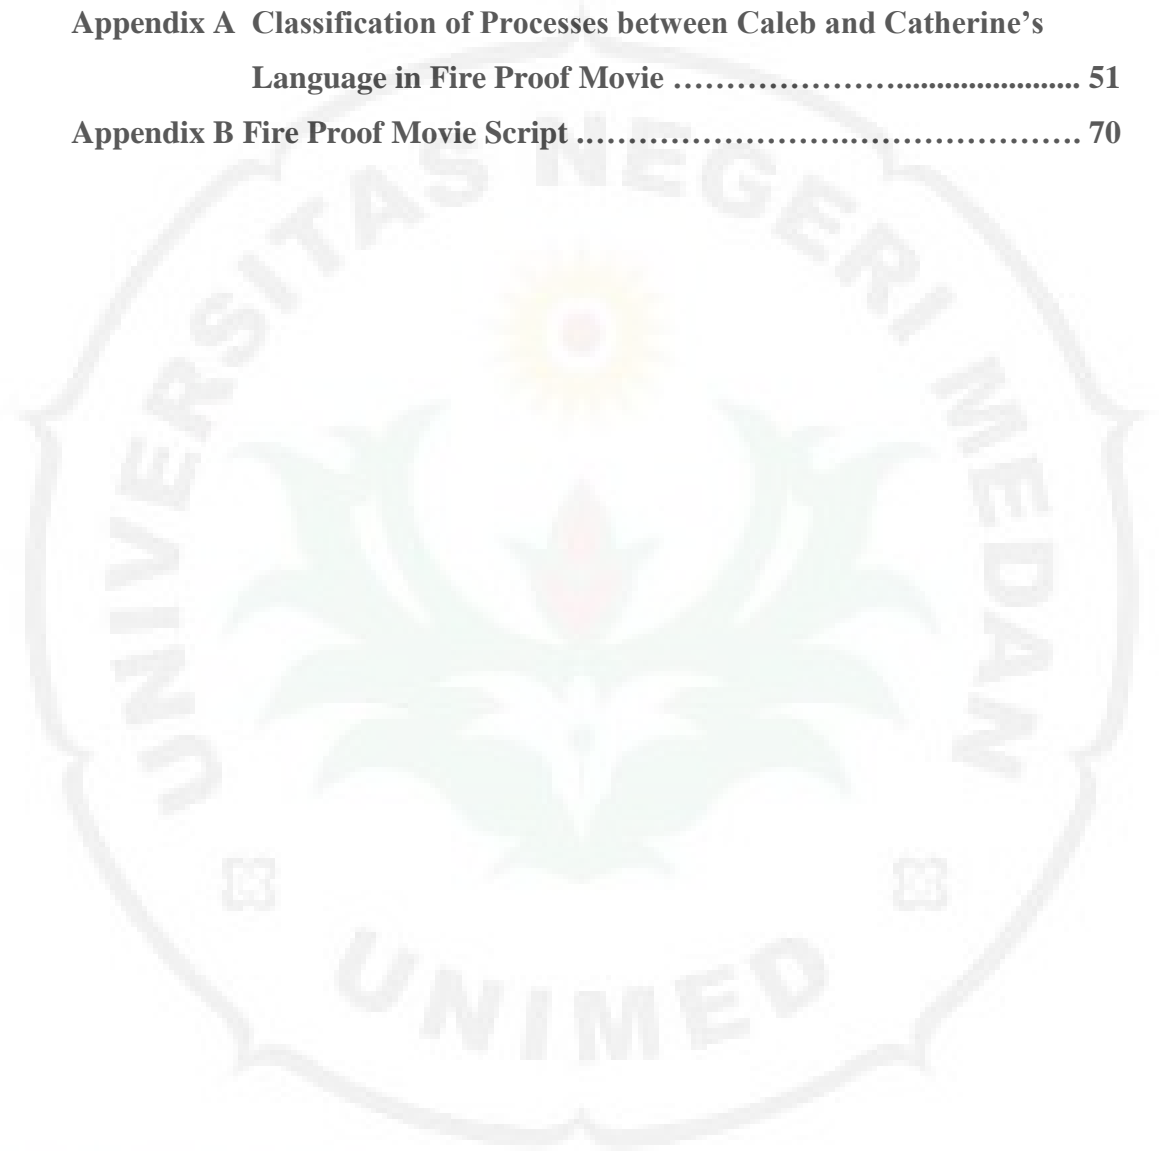 Appendix A  Classification of Processes between Caleb and Catherine’s
Language in Fire Proof Movie …………………...................... 51
Appendix B Fire Proof Movie Script .…………………….…………………. 70
UNIVERSITAS NEGERI MEDAN
UNIMED